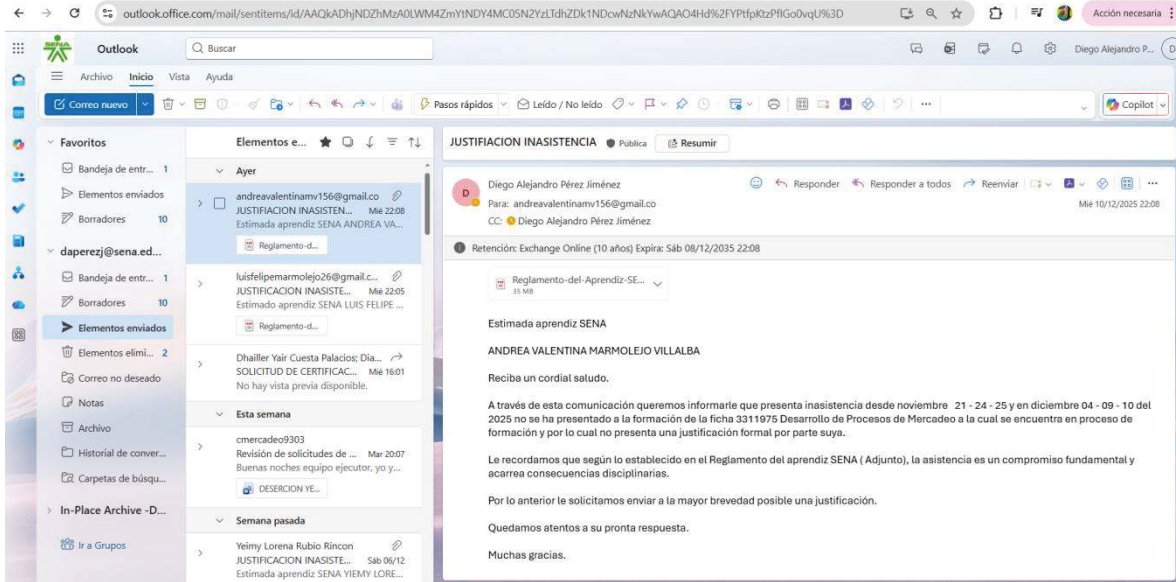 outlook.office.com/mail/sentitems/id/AAQkADhjNDZhMzA0LWM4ZmYtNDY4MC05N2YzLTdhZDk1NDcwNzNkYwAQAO4Hd%2FYPtfpKtzPflGo0vqU%3D
Acción necesaria
SENA
Outlook
Buscar
Diego Alejandro P...
Archivo Inicio Vista Ayuda
Correo nuevo
Pasos rápidos
Leído / No leído
Copilot
Favoritos
Bandeja de entr... 1
Elementos enviados
Borradores 10
daperezj@sena.ed...
Bandeja de entr... 1
Borradores 10
Elementos enviados
Elementos elimi... 2
Correo no deseado
Notas
Archivo
Historial de conver...
Carpetas de búsqu...
In-Place Archive -D...
Ir a Grupos
Elementos e...
Ayer
andreavalentinamv156@gmail.co
JUSTIFIACION INASISTEN... Mié 22:08
Estimada aprendiz SENA ANDREA VA...
Reglamento-d...
luisfelipemarmolejo26@gmail.c...
JUSTIFICACION INASISTE... Mié 22:05
Estimado aprendiz SENA LUIS FELIPE ...
Reglamento-d...
Dhailler Yair Cuesta Palacios; Dia...
SOLICITUD DE CERTIFICAC... Mié 16:01
No hay vista previa disponible.
Esta semana
cmercadeo9303
Revisión de solicitudes de ... Mar 20:07
Buenas noches equipo ejecutor, yo y...
DESERCION YE...
Semana pasada
Yeimy Lorena Rubio Rincon
JUSTIFICACION INASISTE... Sáb 06/12
Estimada aprendiz SENA YIEMY LORE...
JUSTIFIACION INASISTENCIA Pública Resumir
D
Diego Alejandro Pérez Jiménez
Responder Responder a todos Reenviar
Para: andreavalentinamv156@gmail.co
Mié 10/12/2025 22:08
CC: Diego Alejandro Pérez Jiménez
Retención: Exchange Online (10 años) Expira: Sáb 08/12/2035 22:08
Reglamento-del-Aprendiz-SE...
35 MB
Estimada aprendiz SENA
ANDREA VALENTINA MARMOLEJO VILLALBA
Reciba un cordial saludo.
A través de esta comunicación queremos informarle que presenta inasistencia desde noviembre 21 - 24 - 25 y en diciembre 04 - 09 - 10 del
2025 no se ha presentado a la formación de la ficha 3311975 Desarrollo de Procesos de Mercadeo a la cual se encuentra en proceso de
formación y por lo cual no presenta una justificación formal por parte suya.
Le recordamos que según lo establecido en el Reglamento del aprendiz SENA ( Adjunto), la asistencia es un compromiso fundamental y
acarrea consecuencias disciplinarias.
Por lo anterior le solicitamos enviar a la mayor brevedad posible una justificación.
Quedamos atentos a su pronta respuesta.
Muchas gracias.